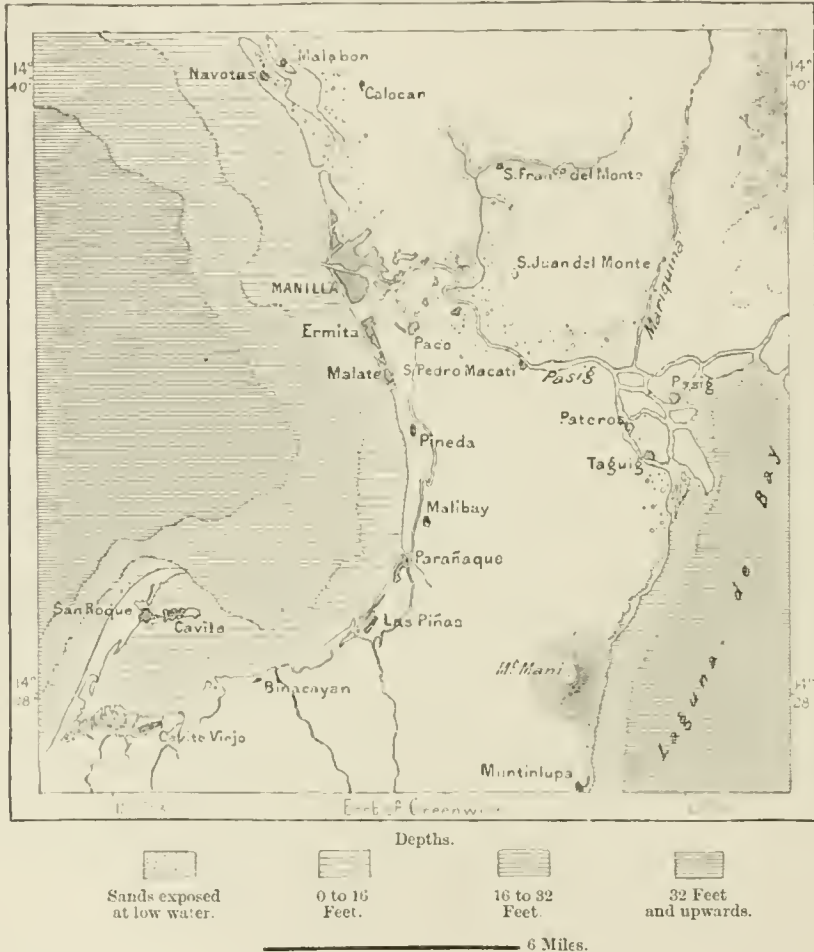 Malabon
Navotas
Calocan
14°
40'
14°
40'
S. Fran.co del Monte
S. Juan del Monte
Mariquina
MANILLA
Ermita
Paco
Malate
S. Pedro Macati
Pasig
Pasig
Pateros
Pineda
Taguig
Malibay
Parañaque
Laguna de Bay
San Roque
Cavite
Las Piñas
Mt Mani
14°
28'
14°
28'
Binacayan
Cavite Viejo
Muntinlupa
East of Greenwich
Depths.
Sands exposed
at low water.
0 to 16
Feet.
16 to 32
Feet.
32 Feet
and upwards.
6 Miles.